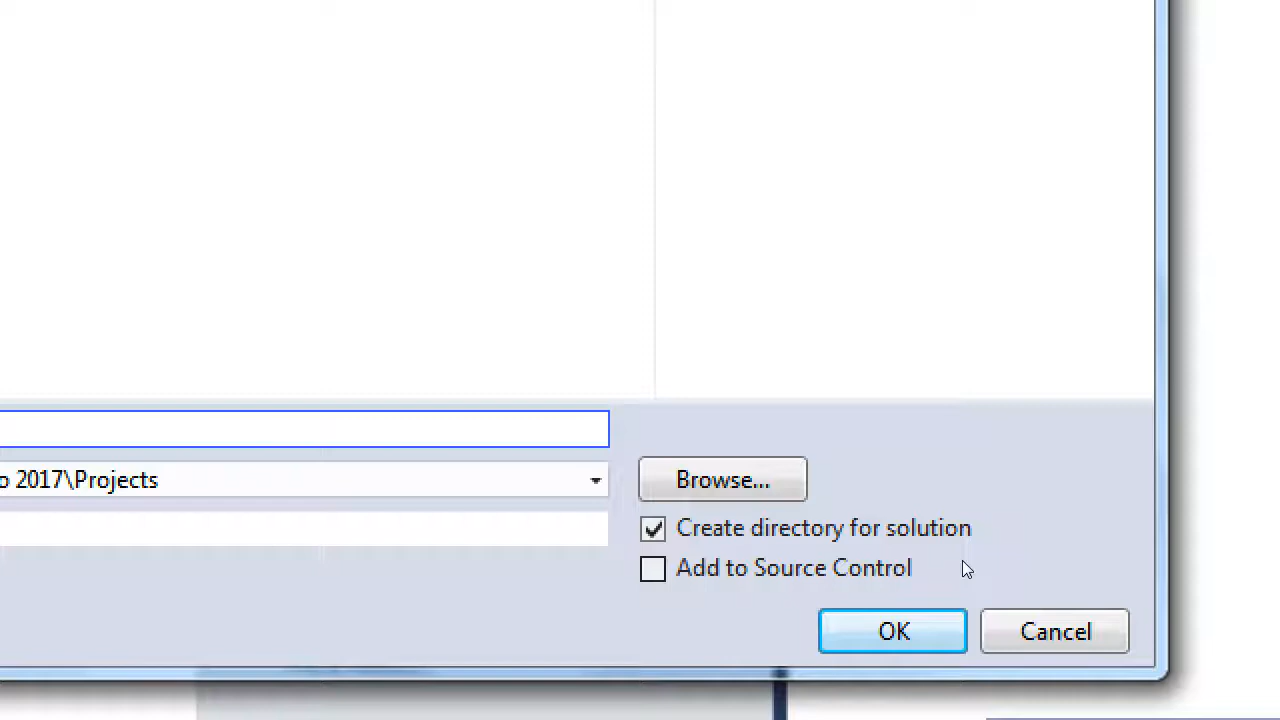 2017\Projects
Browse...
Create directory for solution
Add to Source Control
OK
Cancel